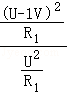 (U-1V)²
R₁
U²
R₁